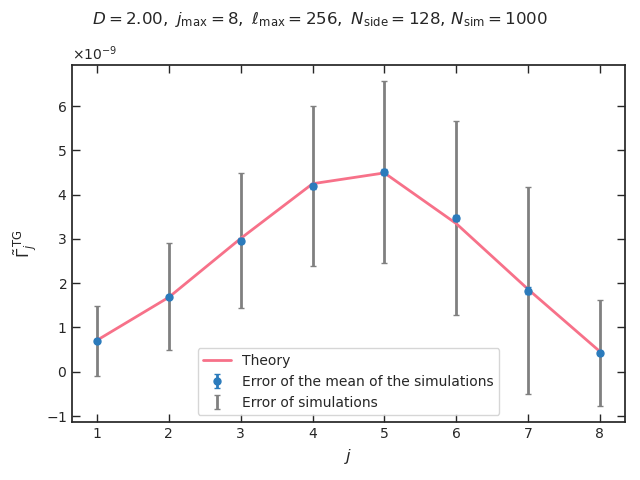 D = 2.00, j_max = 8, ℓ_max = 256, N_side = 128, N_sim = 1000
×10⁻⁹
6
5
4
3
2
1
0
−1
Γ̃_j^TG
Theory
Error of the mean of the simulations
Error of simulations
1 2 3 4 5 6 7 8
j